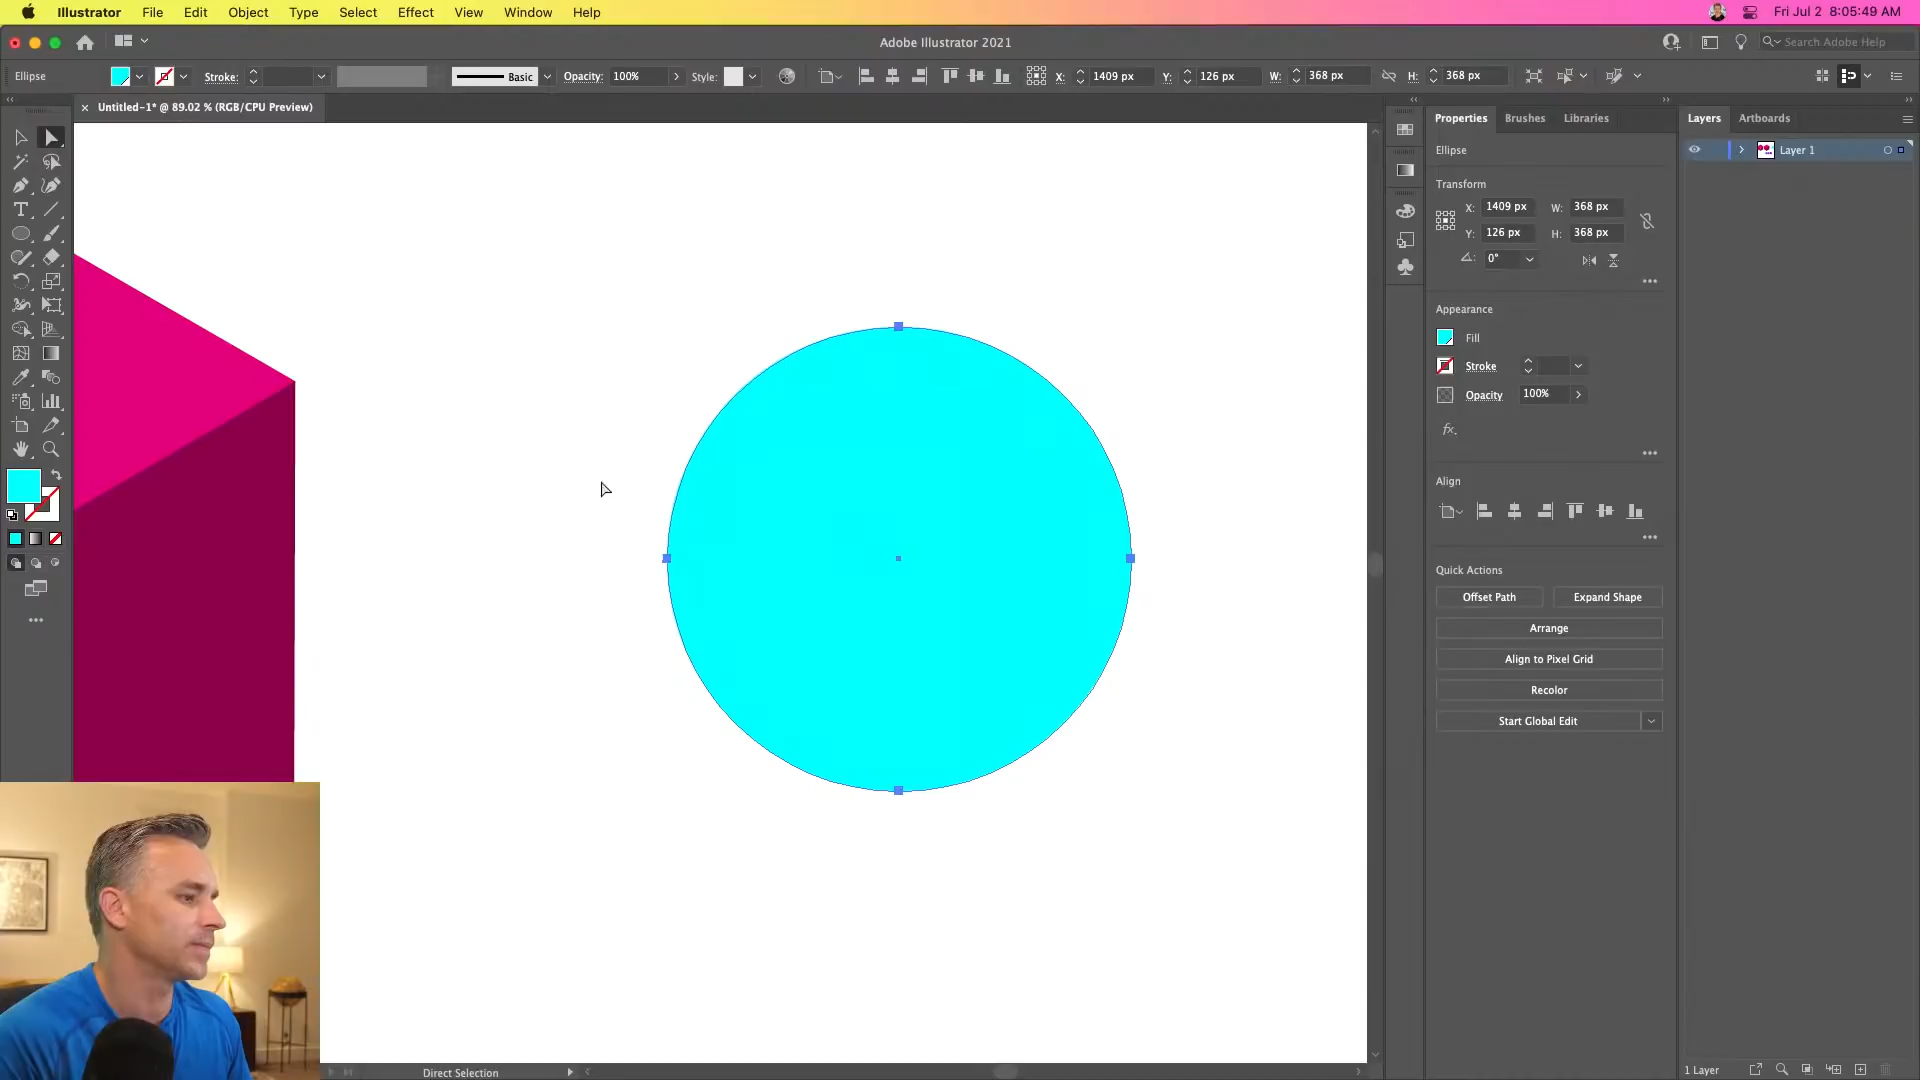 Illustrator File Edit Object Type Select Effect View Window Help Fri Jul 2 8:05:49 AM
Adobe Illustrator 2021 Search Adobe Help
Ellipse Stroke: Basic Opacity: 100% Style: X: 1409 px Y: 126 px W: 368 px H: 368 px
Untitled-1* @ 89.02 % (RGB/CPU Preview)
Properties Brushes Libraries
Ellipse
Transform
X: 1409 px W: 368 px
Y: 126 px H: 368 px
0°
Appearance
Fill
Stroke
Opacity 100%
fx.
Align
Quick Actions
Offset Path Expand Shape
Arrange
Align to Pixel Grid
Recolor
Start Global Edit
Layers Artboards
Layer 1
Direct Selection
1 Layer